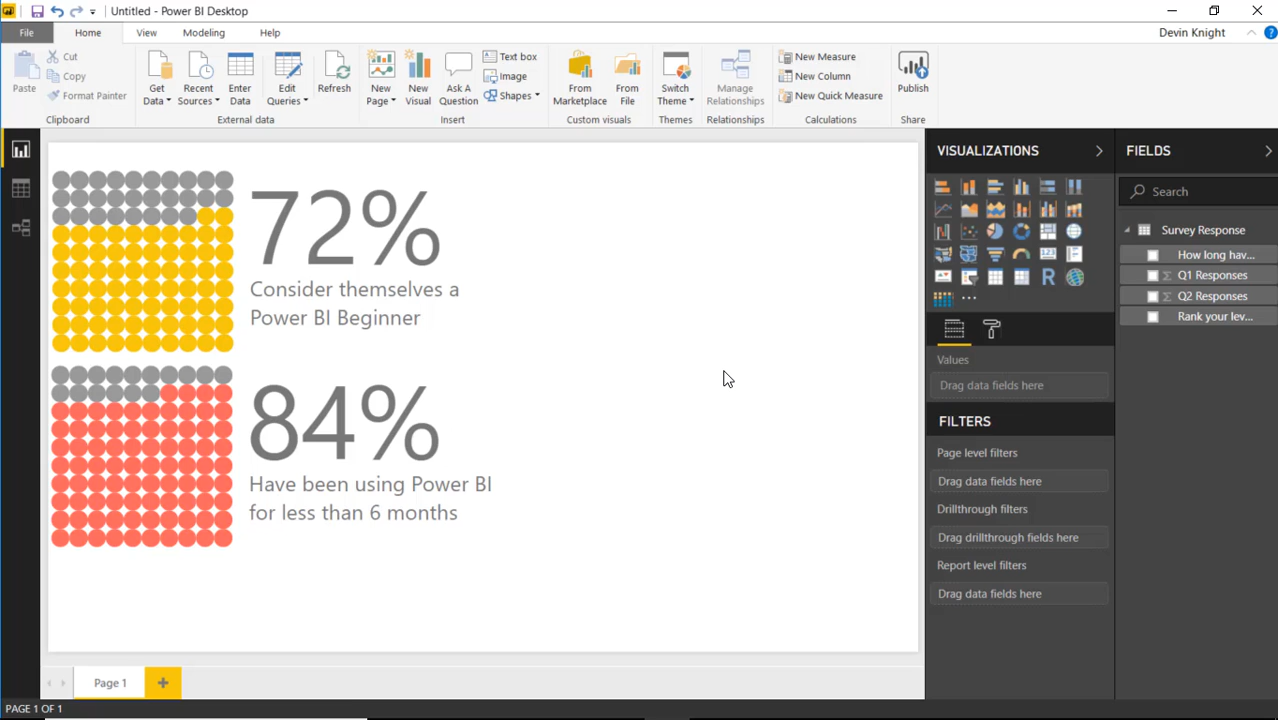 Untitled - Power BI Desktop
File Home View Modeling Help Devin Knight
Paste
Cut
Copy
Format Painter
Clipboard
Get Data
Recent Sources
Enter Data
Edit Queries
Refresh
External data
New Page
New Visual
Ask A Question
Text box
Image
Shapes
Insert
From Marketplace
From File
Custom visuals
Switch Theme
Themes
Manage Relationships
Relationships
New Measure
New Column
New Quick Measure
Calculations
Publish
Share
72%
Consider themselves a
Power BI Beginner
84%
Have been using Power BI
for less than 6 months
VISUALIZATIONS
R
Values
Drag data fields here
FILTERS
Page level filters
Drag data fields here
Drillthrough filters
Drag drillthrough fields here
Report level filters
Drag data fields here
FIELDS
Search
Survey Response
How long hav...
Q1 Responses
Q2 Responses
Rank your lev...
Page 1
PAGE 1 OF 1